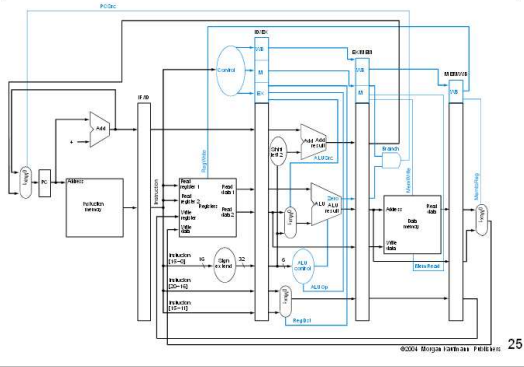 PCSrc
ID/EX
EX/MEM
MEM/WB
IF/ID
Control
WB
M
EX
WB
M
WB
Add
4
Shift
left 2
Add Add
result
Branch
RegWrite
ALUSrc
MemWrite
MemtoReg
PC
Address
Instruction
memory
Instruction
Read
register 1
Read
register 2
Registers
Write
register
Write
data
Read
data 1
Read
data 2
Zero
ALU ALU
result
Address
Read
data
Data
memory
Write
data
Instruction
[15–0]
16
Sign
extend
32
6
ALU
control
MemRead
Instruction
[20–16]
ALUOp
Instruction
[15–11]
RegDst
©2004 Morgan Kaufmann Publishers 25